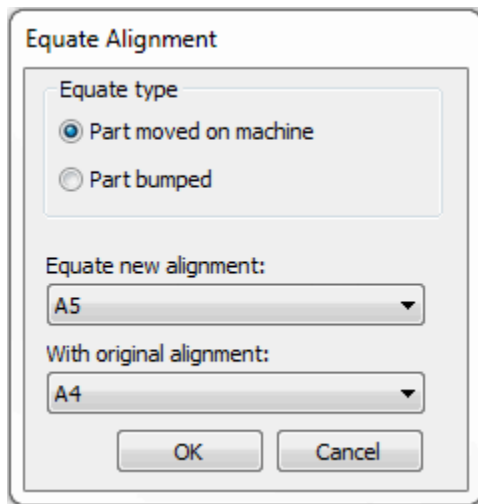 Equate Alignment
Equate type
Part moved on machine
Part bumped
Equate new alignment:
A5
With original alignment:
A4
OK Cancel